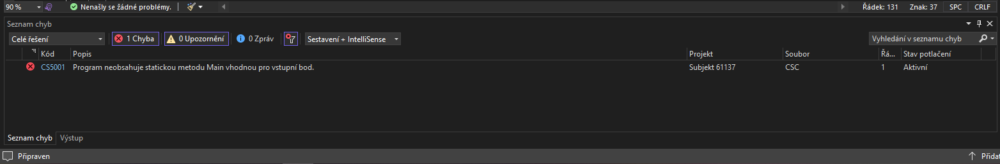 90 % Nenašly se žádné problémy. Řádek: 131 Znak: 37 SPC CRLF
Seznam chyb
Celé řešení 1 Chyba 0 Upozornění 0 Zpráv Sestavení + IntelliSense Vyhledání v seznamu chyb
Kód Popis Projekt Soubor Řá... Stav potlačení
CS5001 Program neobsahuje statickou metodu Main vhodnou pro vstupní bod. Subjekt 61137 CSC 1 Aktivní
Seznam chyb Výstup
Připraven Přidat